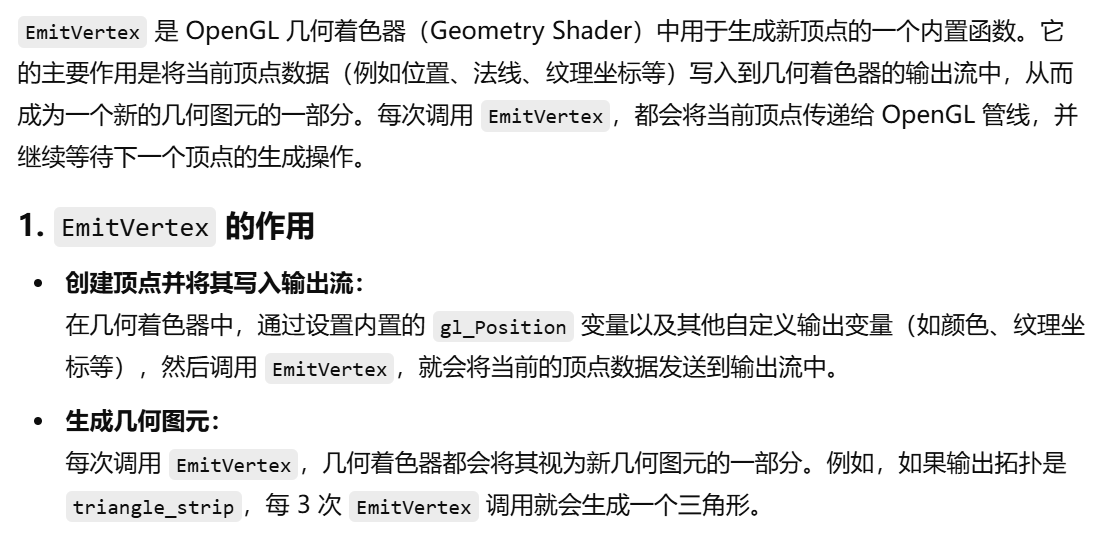 EmitVertex 是 OpenGL 几何着色器（Geometry Shader）中用于生成新顶点的一个内置函数。它
的主要作用是将当前顶点数据（例如位置、法线、纹理坐标等）写入到几何着色器的输出流中，从而
成为一个新的几何图元的一部分。每次调用 EmitVertex，都会将当前顶点传递给 OpenGL 管线，并
继续等待下一个顶点的生成操作。
1. EmitVertex 的作用
• 创建顶点并将其写入输出流：
在几何着色器中，通过设置内置的 gl_Position 变量以及其他自定义输出变量（如颜色、纹理坐
标等），然后调用 EmitVertex，就会将当前的顶点数据发送到输出流中。
• 生成几何图元：
每次调用 EmitVertex，几何着色器都会将其视为新几何图元的一部分。例如，如果输出拓扑是
triangle_strip，每 3 次 EmitVertex 调用就会生成一个三角形。